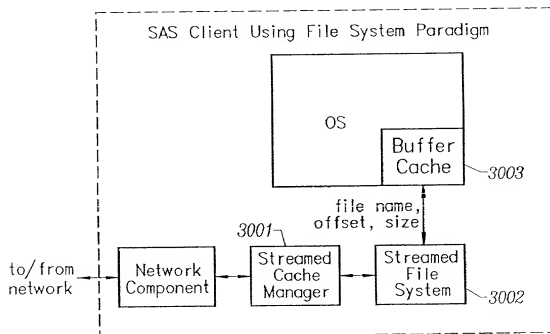 SAS Client Using File System Paradigm
OS
Buffer
Cache
3003
file name,
offset, size
3001
to/from
network
Network
Component
Streamed
Cache
Manager
Streamed
File
System
3002